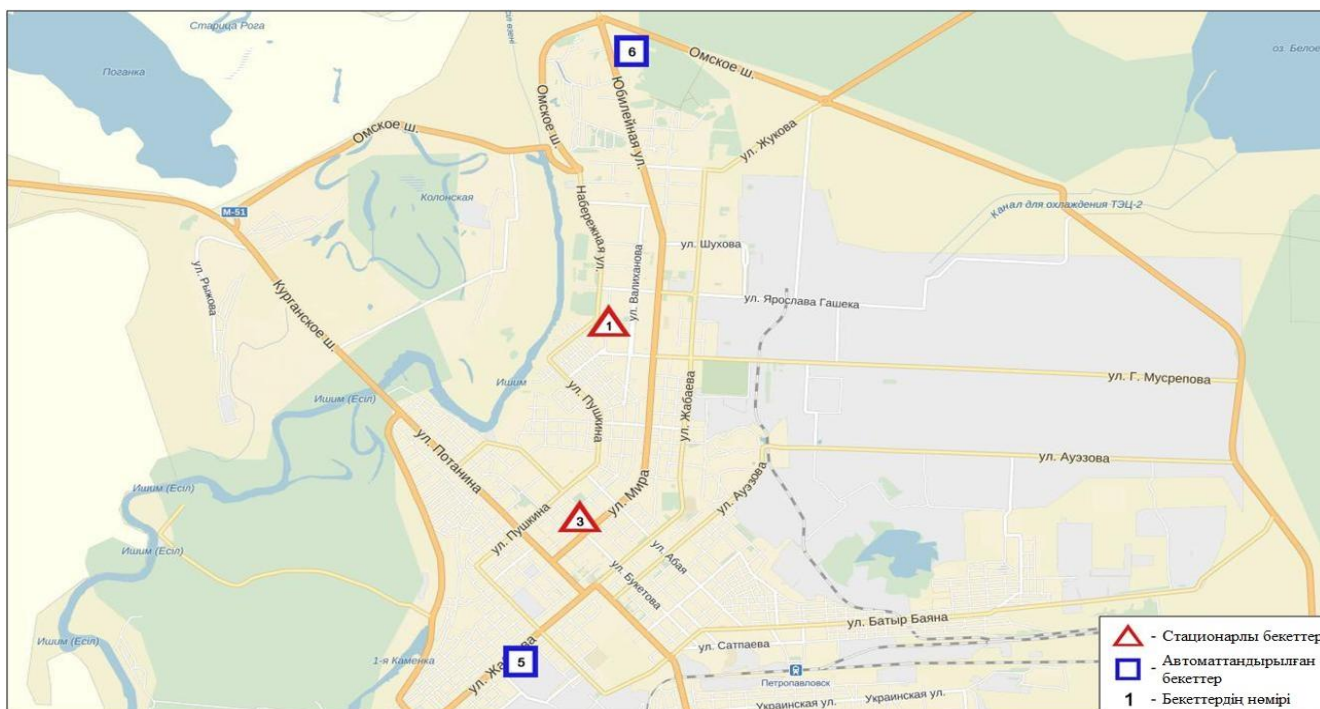 Старица Рога
Поганка
6
Омское ш.
оз. Белое
Юбилейная ул.
Омское ш.
ул. Жукова
Омское ш.
Колонская
Канал для охлаждения ТЭЦ-2
М-51
Набережная ул.
ул. Шухова
ул. Валиханова
ул. Рыжова
Курганское ш.
ул. Ярослава Гашека
1
Ишим
ул. Г. Мусрепова
Ишим (Есіл)
ул. Пушкина
ул. Жабаева
ул. Потанина
ул. Ауэзова
ул. Ауэзова
ул. Мира
Ишим (Есіл)
ул. Пушкина
3
Ишим (Есіл)
ул. Абая
ул. Букетова
ул. Батыр Баяна
Ишим (Есіл)
1-я Каменка
5
ул. Сатпаева
Петропавловск
Украинская ул.
Украинская ул.
- Стационарлы бекеттер
- Автоматтандырылған
бекеттер
1 - Бекеттердің нөмірі